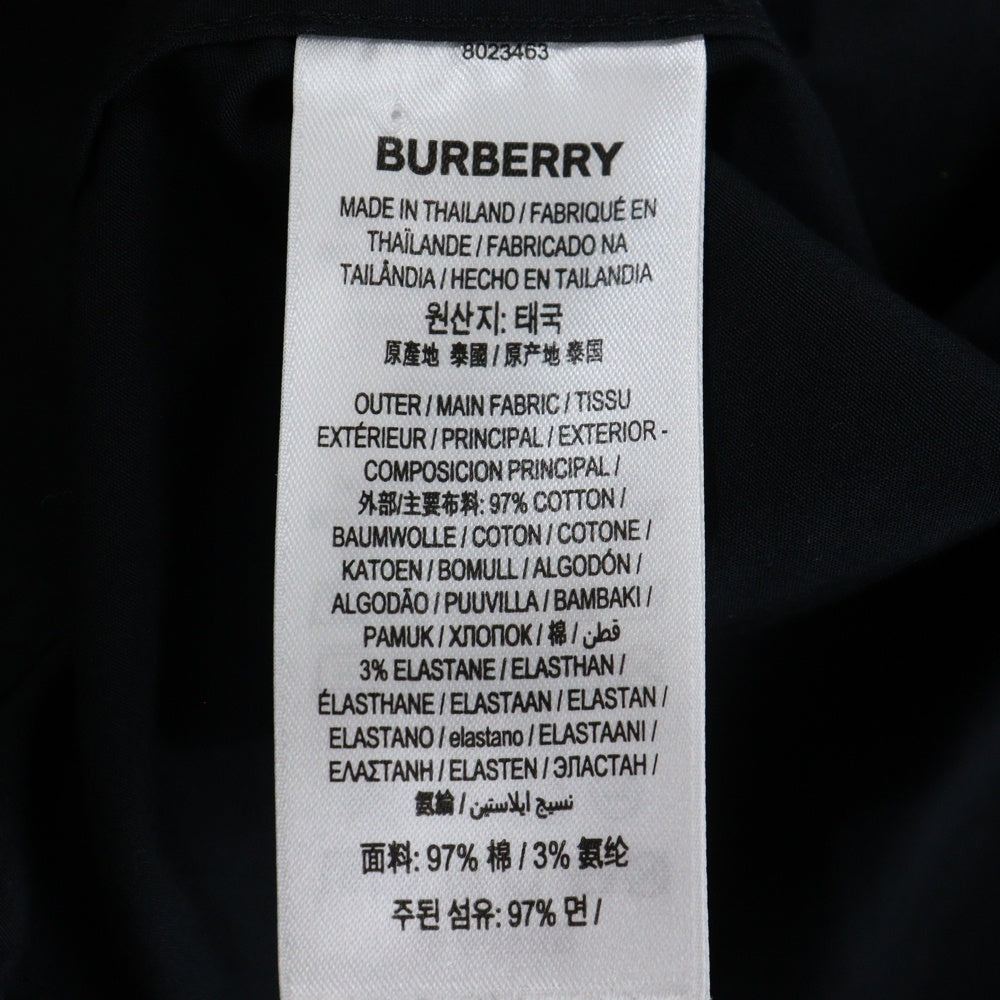 8023463
BURBERRY
MADE IN THAILAND / FABRIQUÉ EN
THAÏLANDE / FABRICADO NA
TAILÂNDIA / HECHO EN TAILANDIA
원산지: 태국
原產地 泰國 / 原产地 泰国
OUTER / MAIN FABRIC / TISSU
EXTÉRIEUR / PRINCIPAL / EXTERIOR -
COMPOSICION PRINCIPAL /
外部/主要布料: 97% COTTON /
BAUMWOLLE / COTON / COTONE /
KATOEN / BOMULL / ALGODÓN /
ALGODÃO / PUUVILLA / BAMBAKI /
PAMUK / ХЛОПОК / 棉 / قطن
3% ELASTANE / ELASTHAN /
ÉLASTHANE / ELASTAAN / ELASTAN /
ELASTANO / elastano / ELASTAANI /
ΕΛΑΣΤΑΝΗ / ELASTEN / ЭЛАСТАН /
氨綸 / نسيج ايلاستين
面料: 97% 棉 / 3% 氨纶
주된 섬유: 97% 면 /